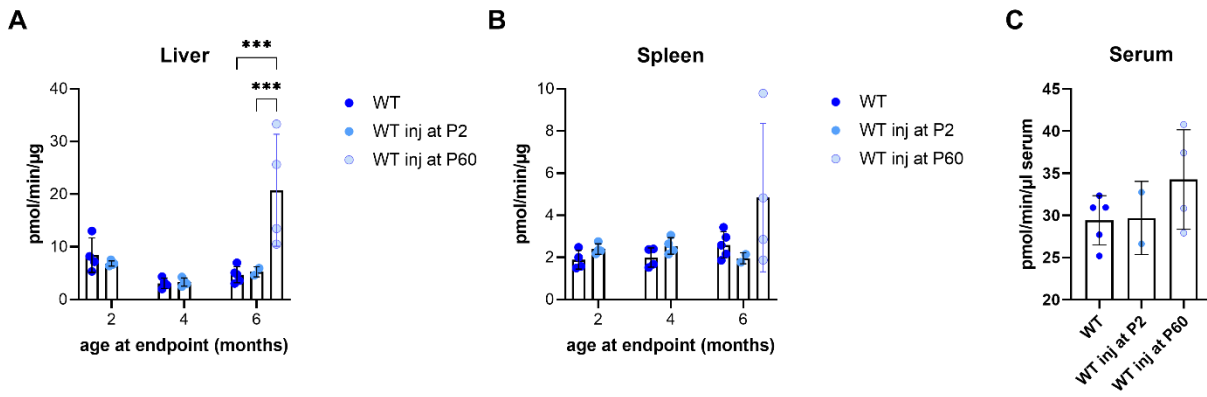 A
Liver
***
***
pmol/min/µg
40
30
20
10
0
2
4
6
age at endpoint (months)
WT
WT inj at P2
WT inj at P60
B
Spleen
pmol/min/µg
10
8
6
4
2
0
2
4
6
age at endpoint (months)
WT
WT inj at P2
WT inj at P60
C
Serum
pmol/min/µl serum
45
40
35
30
25
20
WT
WT inj at P2
WT inj at P60